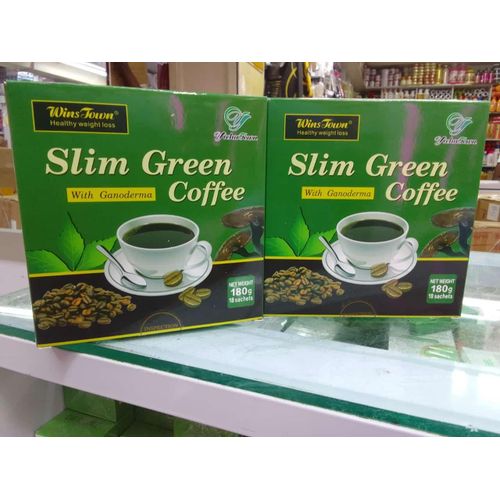 Wins Town®
Healthy weight loss
Slim Green
With Ganoderma
Coffee
NET WEIGHT
180g
18 sachets
INSPECTION
Wins Town®
Healthy weight loss
Slim Green
With Ganoderma
Coffee
NET WEIGHT
180g
18 sachets